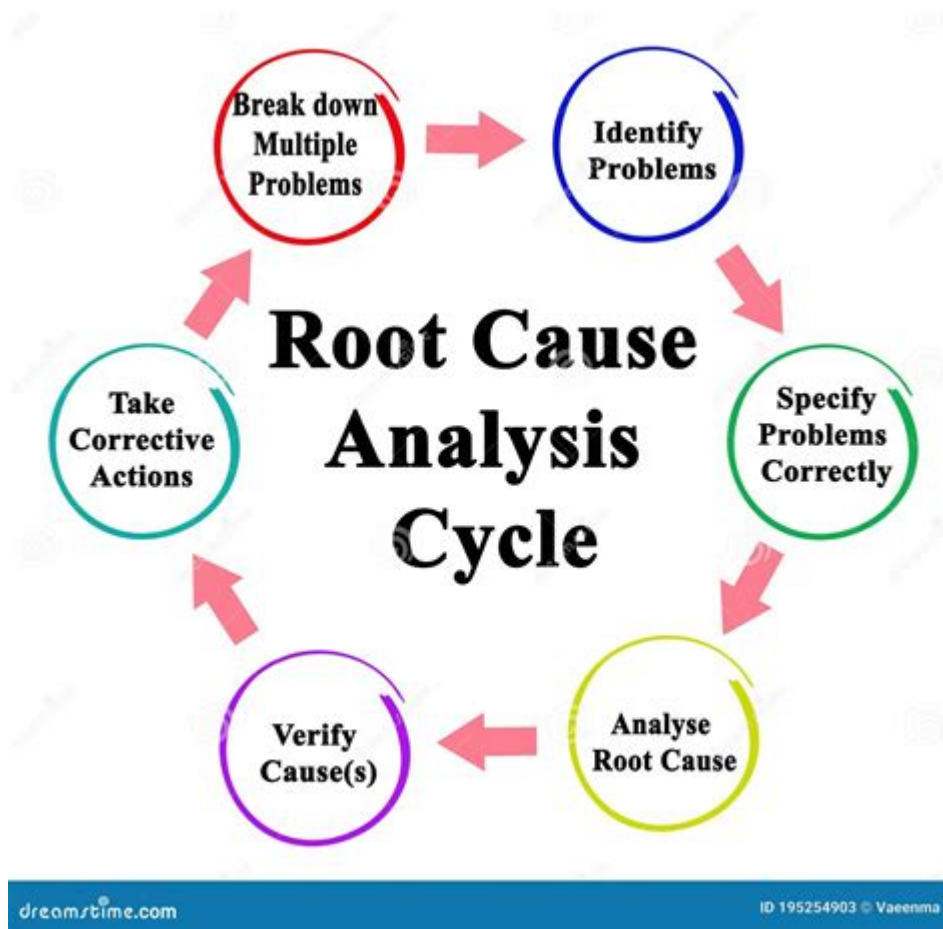 Break down
Multiple
Problems
Identify
Problems
Root Cause
Analysis
Cycle
Take
Corrective
Actions
Specify
Problems
Correctly
Verify
Cause(s)
Analyse
Root Cause
dreamstime.com
ID 195254903 © Vaeenma